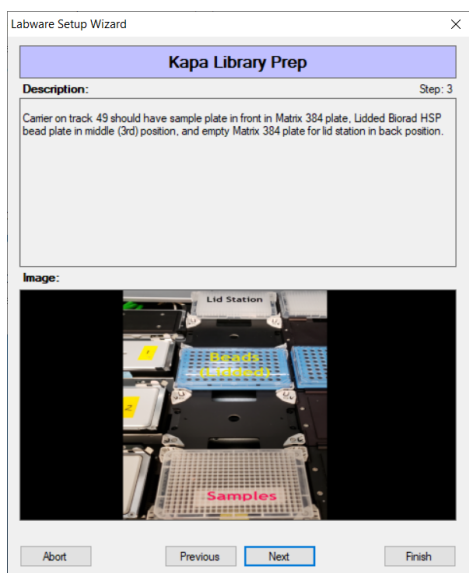 Labware Setup Wizard
Kapa Library Prep
Description:
Step: 3
Carrier on track 49 should have sample plate in front in Matrix 384 plate, Lidded Biorad HSP
bead plate in middle (3rd) position, and empty Matrix 384 plate for lid station in back position.
Image:
Lid Station
Beads
(Lidded)
Samples
Abort
Previous
Next
Finish